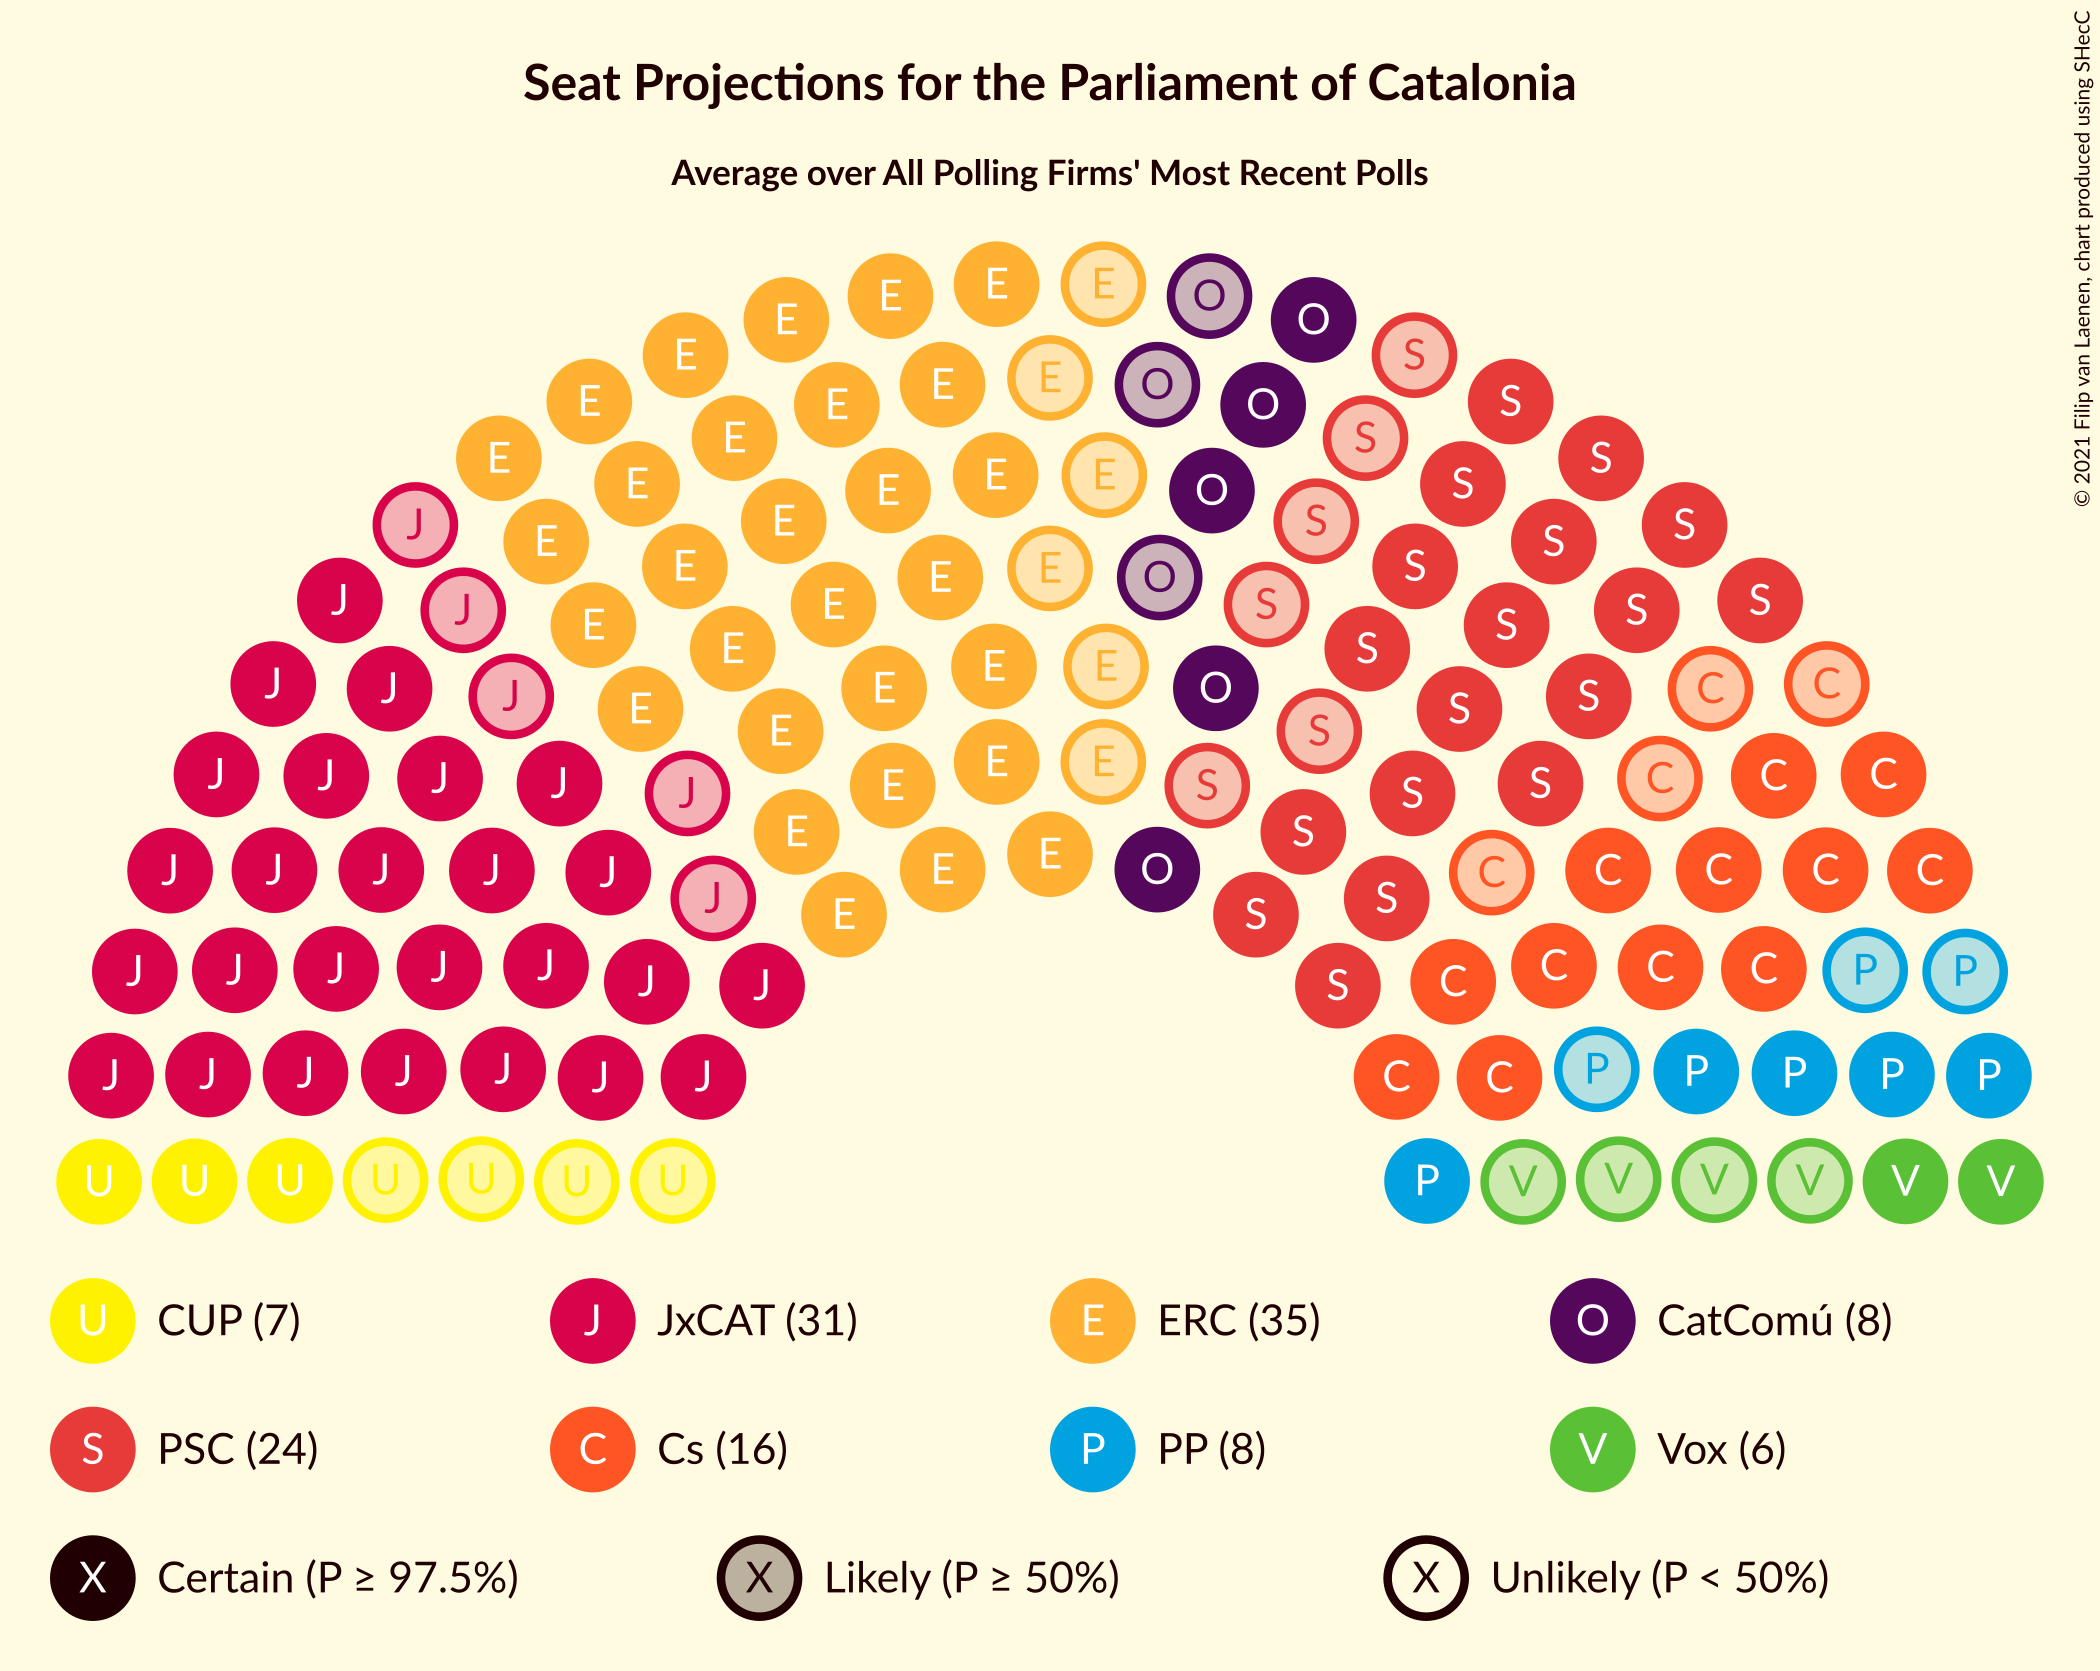 Seat Projections for the Parliament of Catalonia
Average over All Polling Firms' Most Recent Polls
© 2021 Filip van Laenen, chart produced using SHecC
E E E O O S
E E E E E O O S S
E E E E E E O S S S
J E E E E E O S S S S
J J E E E E E O S S S S S
J J J E E E E E O S S S S C C
J J J J J E E E E S S S S C C C
J J J J J J E E E O S S C C C C C
J J J J J J J E S S C C C C P P
J J J J J J J C C P P P P P
U U U U U U U P V V V V V V
U CUP (7)
J JxCAT (31)
E ERC (35)
O CatComú (8)
S PSC (24)
C Cs (16)
P PP (8)
V Vox (6)
X Certain (P ≥ 97.5%)
X Likely (P ≥ 50%)
X Unlikely (P < 50%)